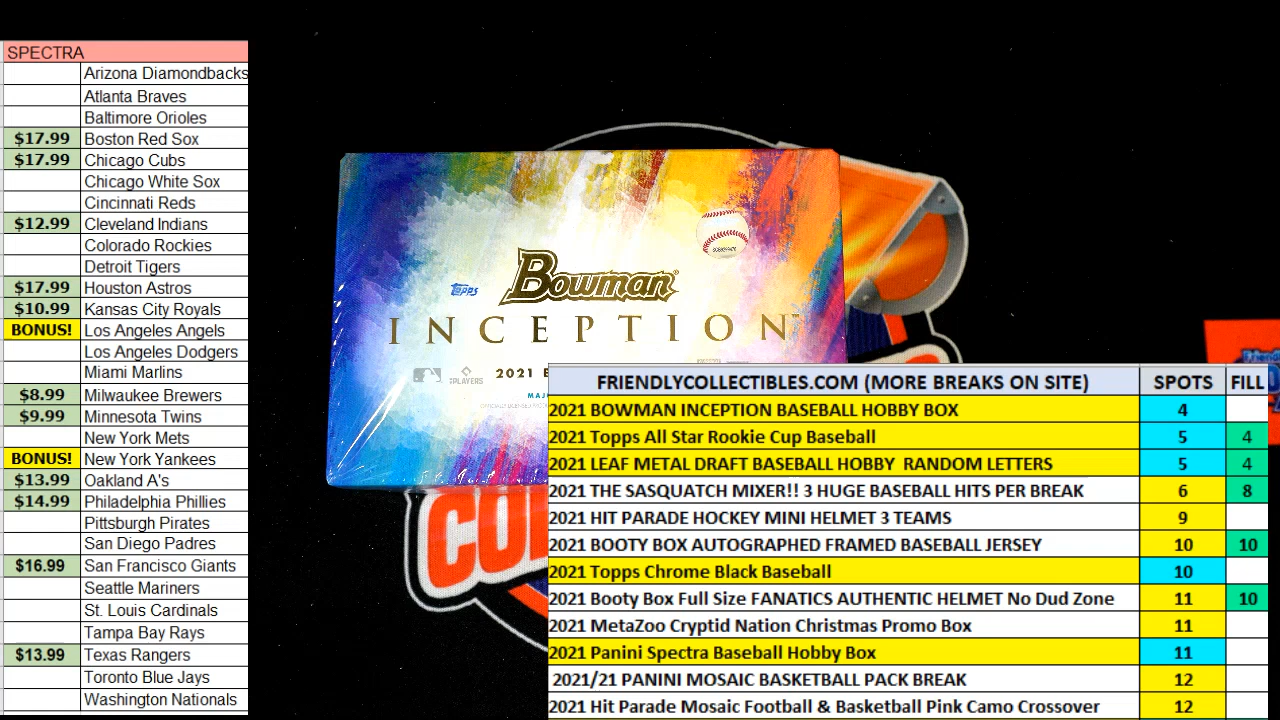 SPECTRA
Arizona Diamondbacks
Atlanta Braves
Baltimore Orioles
$17.99 Boston Red Sox
$17.99 Chicago Cubs
Chicago White Sox
Cincinnati Reds
$12.99 Cleveland Indians
Colorado Rockies
Detroit Tigers
$17.99 Houston Astros
$10.99 Kansas City Royals
BONUS! Los Angeles Angels
Los Angeles Dodgers
Miami Marlins
$8.99 Milwaukee Brewers
$9.99 Minnesota Twins
New York Mets
BONUS! New York Yankees
$13.99 Oakland A's
$14.99 Philadelphia Phillies
Pittsburgh Pirates
San Diego Padres
$16.99 San Francisco Giants
Seattle Mariners
St. Louis Cardinals
Tampa Bay Rays
$13.99 Texas Rangers
Toronto Blue Jays
Washington Nationals
Topps Bowman
INCEPTION
PLAYERS 2021 B
MAJ
CO
FRIENDLYCOLLECTIBLES.COM (MORE BREAKS ON SITE) SPOTS FILL
2021 BOWMAN INCEPTION BASEBALL HOBBY BOX 4
2021 Topps All Star Rookie Cup Baseball 5 4
2021 LEAF METAL DRAFT BASEBALL HOBBY RANDOM LETTERS 5 4
2021 THE SASQUATCH MIXER!! 3 HUGE BASEBALL HITS PER BREAK 6 8
2021 HIT PARADE HOCKEY MINI HELMET 3 TEAMS 9
2021 BOOTY BOX AUTOGRAPHED FRAMED BASEBALL JERSEY 10 10
2021 Topps Chrome Black Baseball 10
2021 Booty Box Full Size FANATICS AUTHENTIC HELMET No Dud Zone 11 10
2021 MetaZoo Cryptid Nation Christmas Promo Box 11
2021 Panini Spectra Baseball Hobby Box 11
2021/21 PANINI MOSAIC BASKETBALL PACK BREAK 12
2021 Hit Parade Mosaic Football & Basketball Pink Camo Crossover 12